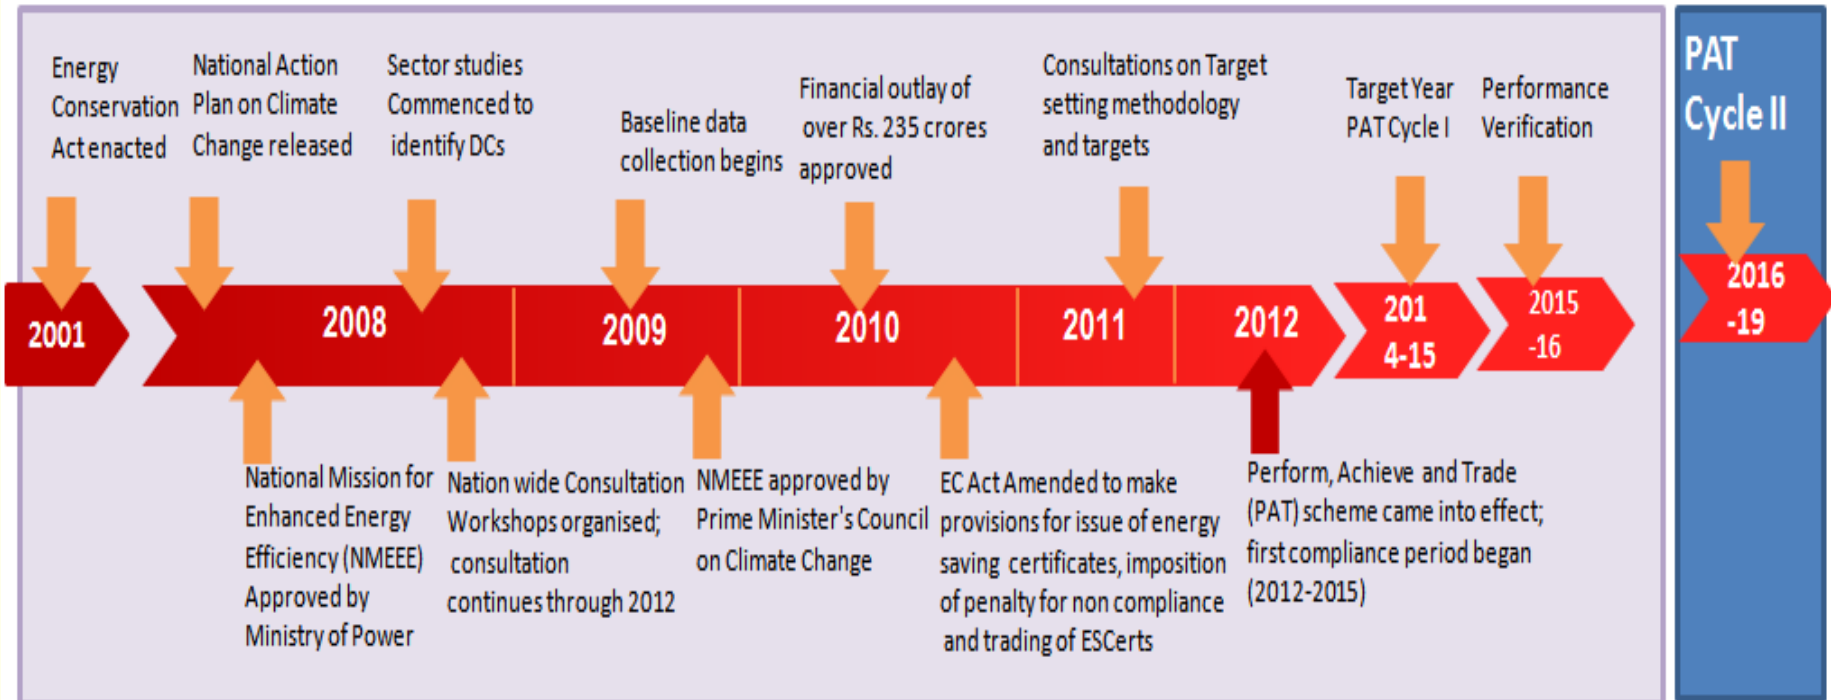 Energy
Conservation
Act enacted
National Action
Plan on Climate
Change released
Sector studies
Commenced to
identify DCs
Baseline data
collection begins
Financial outlay of
over Rs. 235 crores
approved
Consultations on Target
setting methodology
and targets
Target Year
PAT Cycle I
Performance
Verification
PAT
Cycle II
2001
2008
2009
2010
2011
2012
201
4-15
2015
-16
2016
-19
National Mission for
Enhanced Energy
Efficiency (NMEEE)
Approved by
Ministry of Power
Nation wide Consultation
Workshops organised;
consultation
continues through 2012
NMEEE approved by
Prime Minister's Council
on Climate Change
EC Act Amended to make
provisions for issue of energy
saving certificates, imposition
of penalty for non compliance
and trading of ESCerts
Perform, Achieve and Trade
(PAT) scheme came into effect;
first compliance period began
(2012-2015)